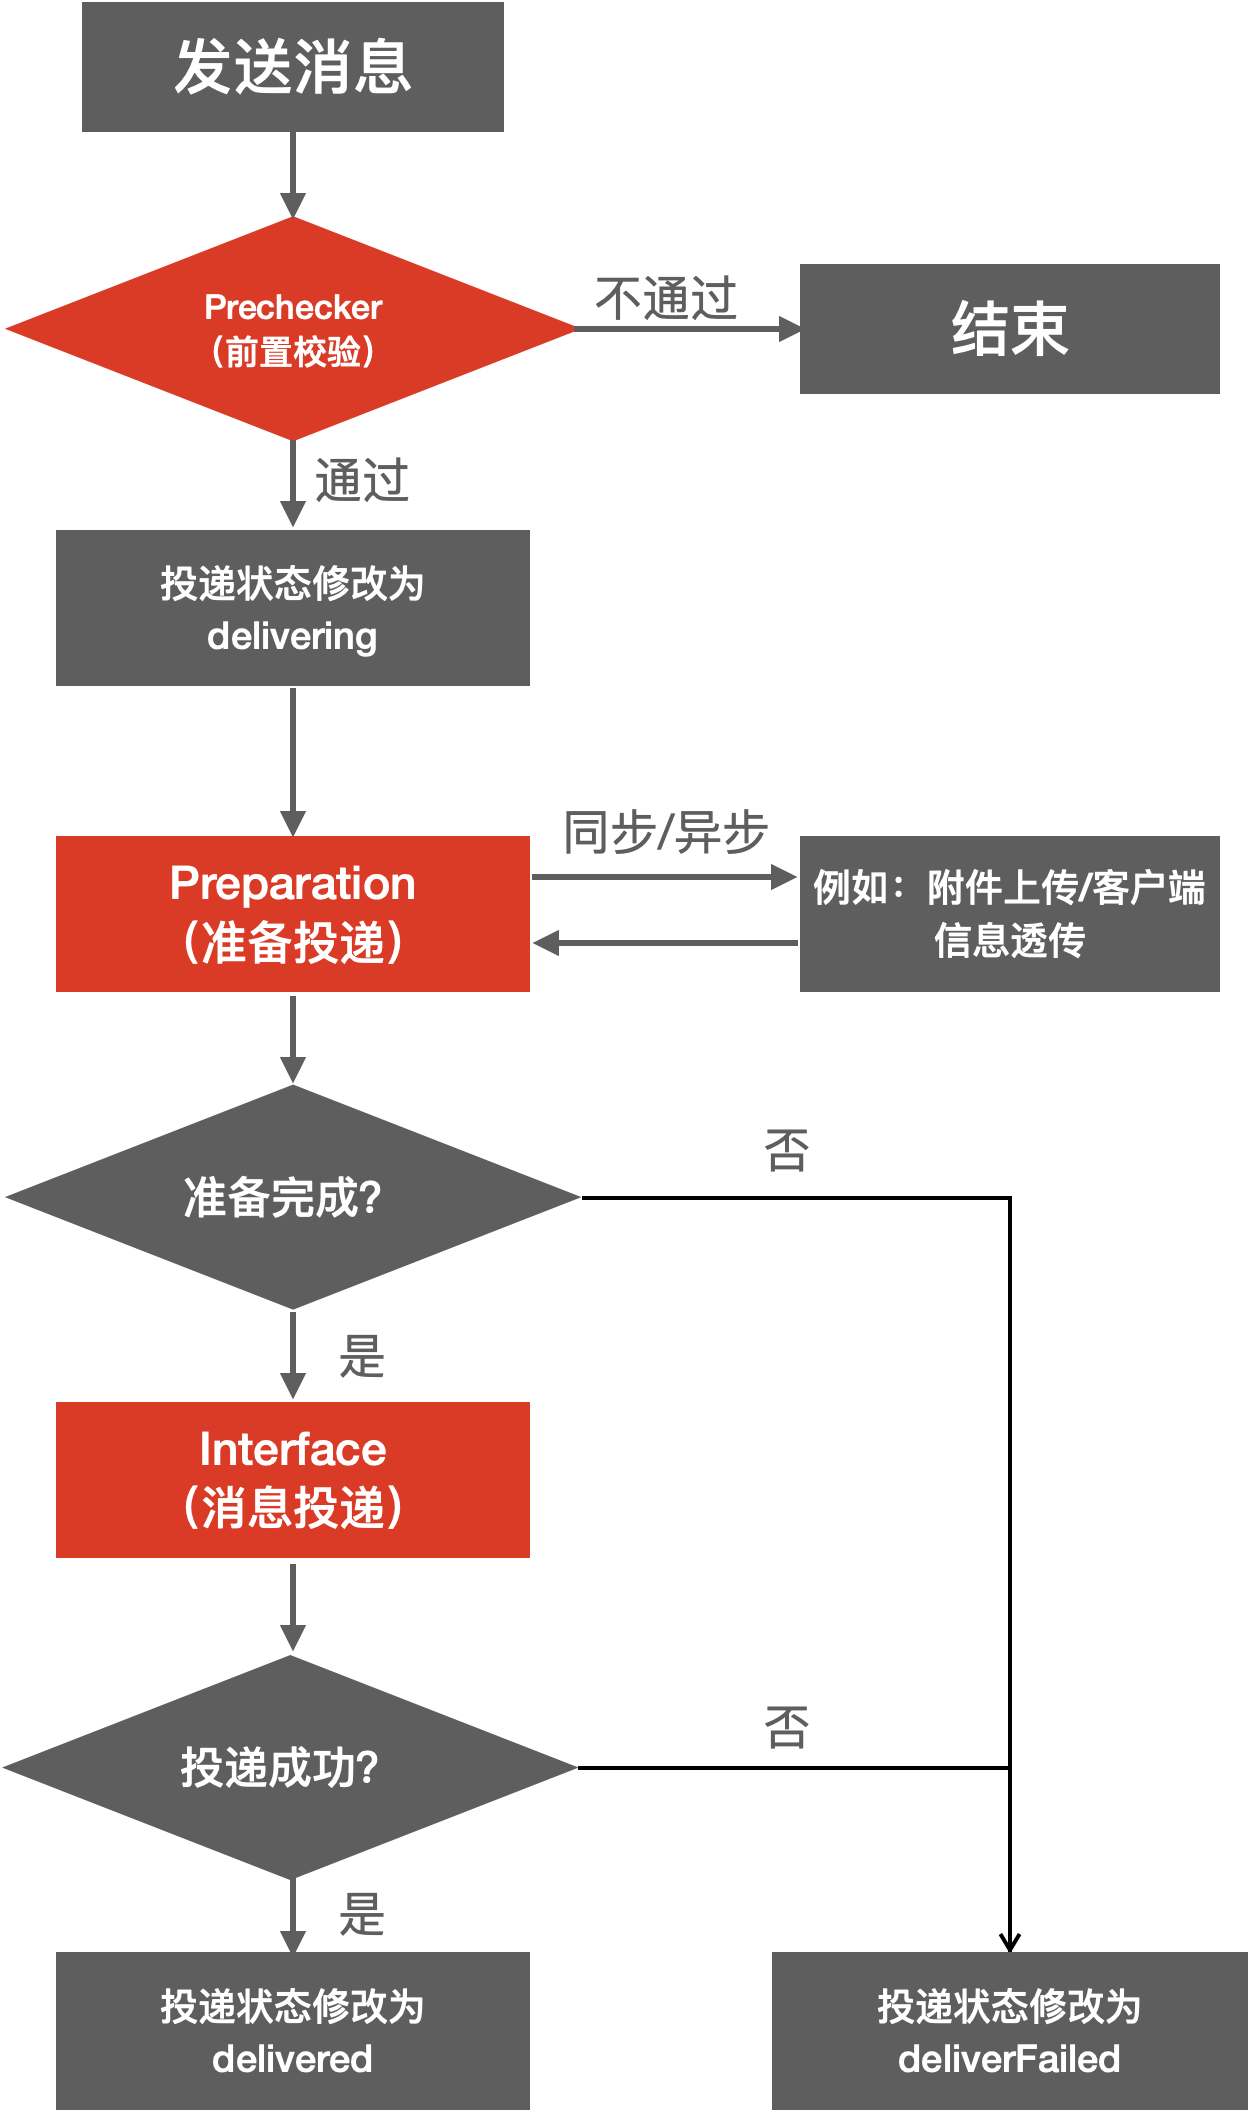 发送消息
Prechecker
（前置校验）
不通过
结束
通过
投递状态修改为
delivering
Preparation
（准备投递）
同步/异步
例如：附件上传/客户端
信息透传
准备完成?
否
是
Interface
（消息投递）
投递成功?
否
是
投递状态修改为
delivered
投递状态修改为
deliverFailed